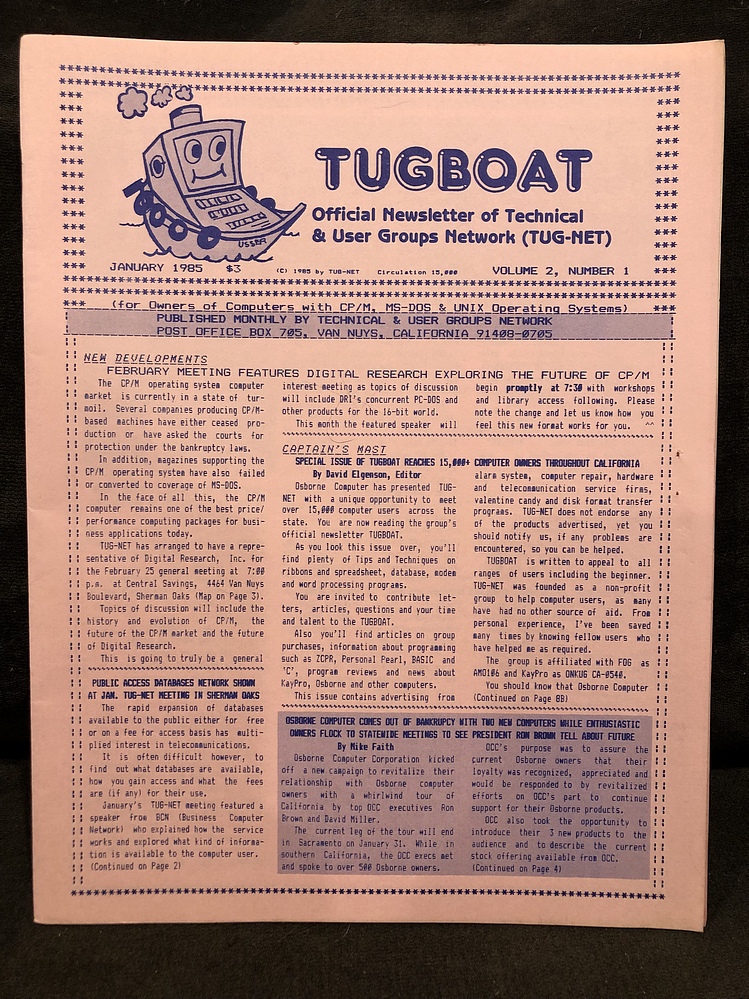 TUGBOAT
Official Newsletter of Technical
& User Groups Network (TUG-NET)
JANUARY 1985 $3 (C) 1985 by TUG-NET Circulation 15,000 VOLUME 2, NUMBER 1
(for Owners of Computers with CP/M, MS-DOS & UNIX Operating Systems)
PUBLISHED MONTHLY BY TECHNICAL & USER GROUPS NETWORK
POST OFFICE BOX 705, VAN NUYS, CALIFORNIA 91408-0705
NEW DEVELOPMENTS
FEBRUARY MEETING FEATURES DIGITAL RESEARCH EXPLORING THE FUTURE OF CP/M
The CP/M operating system computer
market is currently in a state of tur-
moil. Several companies producing CP/M-
based machines have either ceased pro-
duction or have asked the courts for
protection under the bankruptcy laws.
In addition, magazines supporting the
CP/M operating system have also failed
or converted to coverage of MS-DOS.
In the face of all this, the CP/M
computer remains one of the best price/
performance computing packages for busi-
ness applications today.
TUG-NET has arranged to have a repre-
sentative of Digital Research, Inc. for
the February 25 general meeting at 7:00
p.m. at Central Savings, 4464 Van Nuys
Boulevard, Sherman Oaks (Map on Page 3).
Topics of discussion will include the
history and evolution of CP/M, the
future of the CP/M market and the future
of Digital Research.
This is going to truly be a general
interest meeting as topics of discussion
will include DRI's concurrent PC-DOS and
other products for the 16-bit world.
This month the featured speaker will
begin promptly at 7:30 with workshops
and library access following. Please
note the change and let us know how you
feel this new format works for you. ^^
PUBLIC ACCESS DATABASES NETWORK SHOWN
AT JAN. TUG-NET MEETING IN SHERMAN OAKS
The rapid expansion of databases
available to the public either for free
or on a fee for access basis has multi-
plied interest in telecommunications.
It is often difficult however, to
find out what databases are available,
how you gain access and what the fees
are (if any) for their use.
January's TUG-NET meeting featured a
speaker from BCN (Business Computer
Network) who explained how the service
works and explored what kind of informa-
tion is available to the computer user.
(Continued on Page 2)
CAPTAIN'S MAST
SPECIAL ISSUE OF TUGBOAT REACHES 15,000+ COMPUTER OWNERS THROUGHOUT CALIFORNIA
By David Elgenson, Editor
Osborne Computer has presented TUG-
NET with a unique opportunity to meet
over 15,000 computer users across the
state. You are now reading the group's
official newsletter TUGBOAT.
As you look this issue over, you'll
find plenty of Tips and Techniques on
ribbons and spreadsheet, database, modem
and word processing programs.
You are invited to contribute let-
ters, articles, questions and your time
and talent to the TUGBOAT.
Also you'll find articles on group
purchases, information about programming
such as ZCPR, Personal Pearl, BASIC and
'C', program reviews and news about
KayPro, Osborne and other computers.
This issue contains advertising from
alarm system, computer repair, hardware
and telecommunication service firms,
valentine candy and disk format transfer
programs. TUG-NET does not endorse any
of the products advertised, yet you
should notify us, if any problems are
encountered, so you can be helped.
TUGBOAT is written to appeal to all
ranges of users including the beginner.
TUG-NET was founded as a non-profit
group to help computer users, as many
have had no other source of aid. From
personal experience, I've been saved
many times by knowing fellow users who
have helped me as required.
The group is affiliated with FOG as
AMO106 and KayPro as ONKUG CA-0540.
You should know that Osborne Computer
(Continued on Page 8B)
OSBORNE COMPUTER COMES OUT OF BANKRUPCY WITH TWO NEW COMPUTERS WHILE ENTHUSIASTIC
OWNERS FLOCK TO STATEWIDE MEETINGS TO SEE PRESIDENT RON BROWN TELL ABOUT FUTURE
By Mike Faith
Osborne Computer Corporation kicked
off a new campaign to revitalize their
relationship with Osborne computer
owners with a whirlwind tour of
California by top OCC executives Ron
Brown and David Miller.
The current leg of the tour will end
in Sacramento on January 31. While in
southern California, the OCC execs met
and spoke to over 500 Osborne owners.
OCC's purpose was to assure the
current Osborne owners that their
loyalty was recognized, appreciated and
would be responded to by revitalized
efforts on OCC's part to continue
support for their Osborne products.
OCC also took the opportunity to
introduce their 3 new products to the
audience and to describe the current
stock offering available from OCC.
(Continued on Page 4)